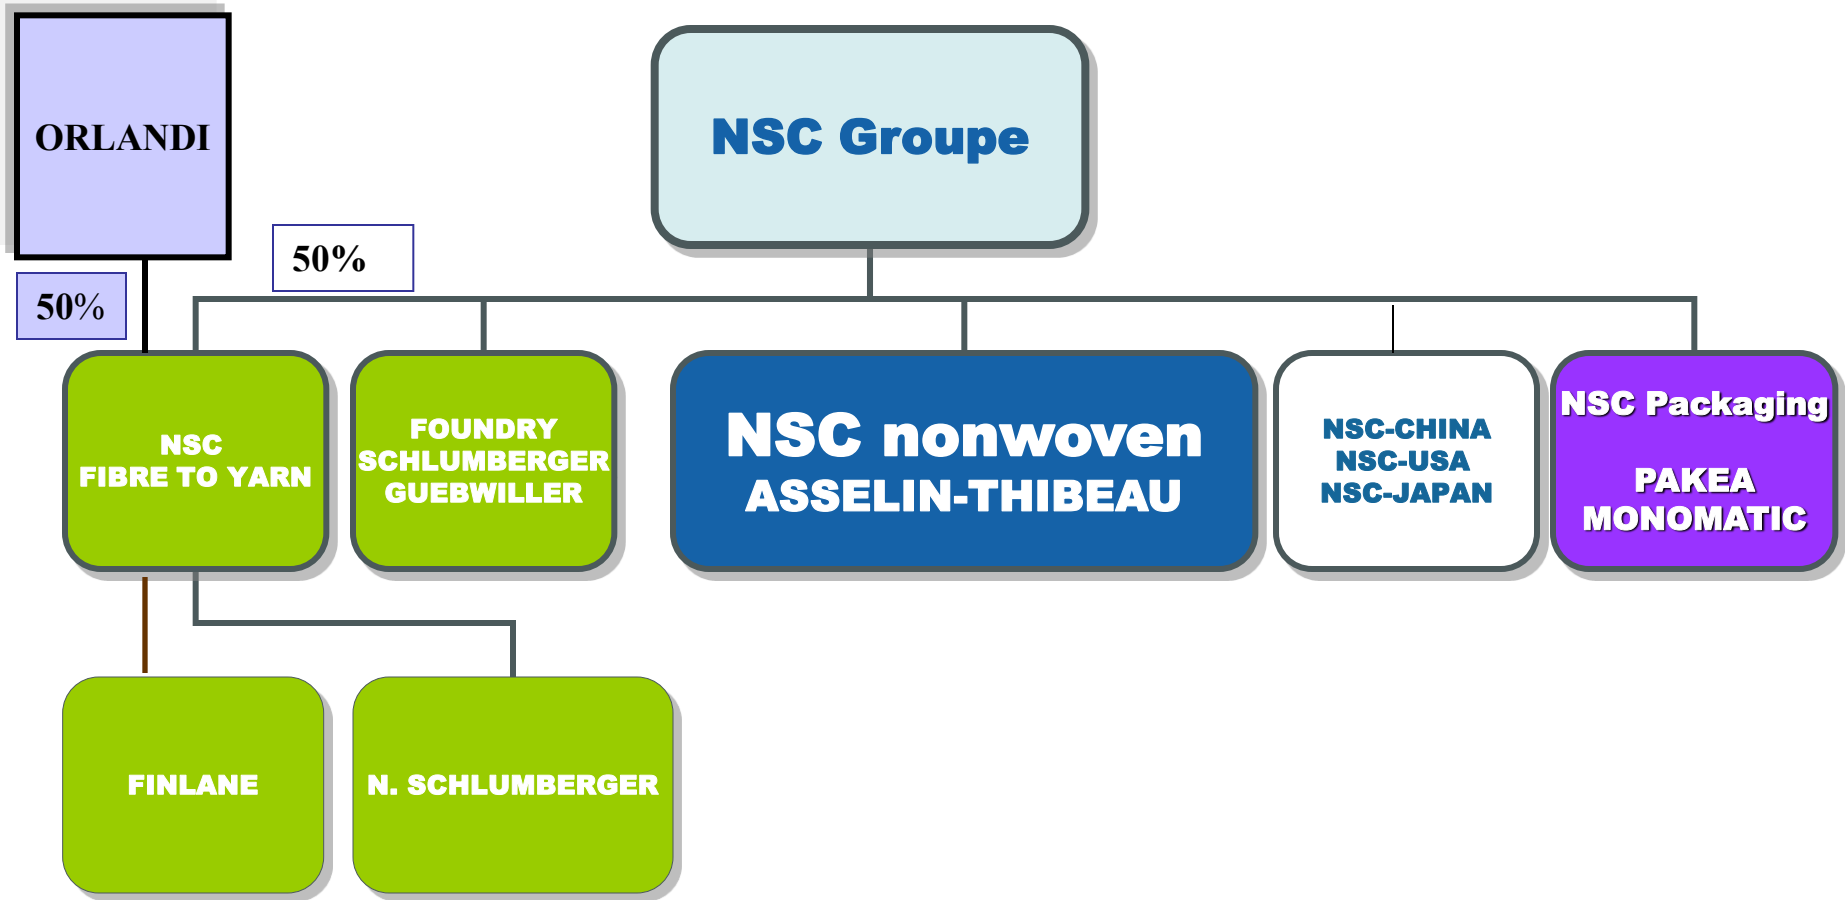 ORLANDI
NSC Groupe
50%
50%
NSC
FIBRE TO YARN
FOUNDRY
SCHLUMBERGER
GUEBWILLER
NSC nonwoven
ASSELIN-THIBEAU
NSC-CHINA
NSC-USA
NSC-JAPAN
NSC Packaging
PAKEA
MONOMATIC
FINLANE
N. SCHLUMBERGER